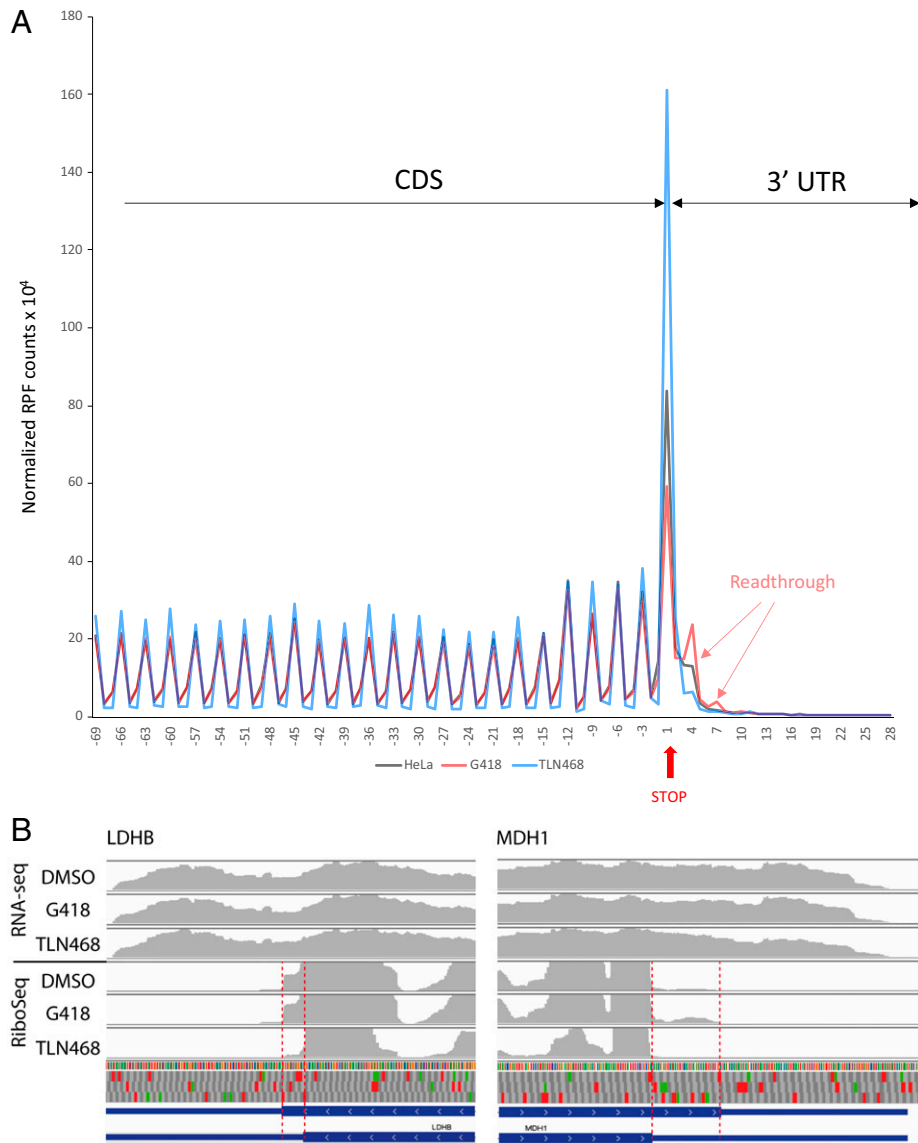 A
Normalized RPF counts x 10⁴
180
160
140
120
100
80
60
40
20
0
CDS
3' UTR
Readthrough
-69 -66 -63 -60 -57 -54 -51 -48 -45 -42 -39 -36 -33 -30 -27 -24 -21 -18 -15 -12 -9 -6 -3 1 4 7 10 13 16 19 22 25 28
HeLa G418 TLN468
STOP
B
LDHB MDH1
RNA-seq
DMSO
G418
TLN468
RiboSeq
DMSO
G418
TLN468
LDHB
MDH1